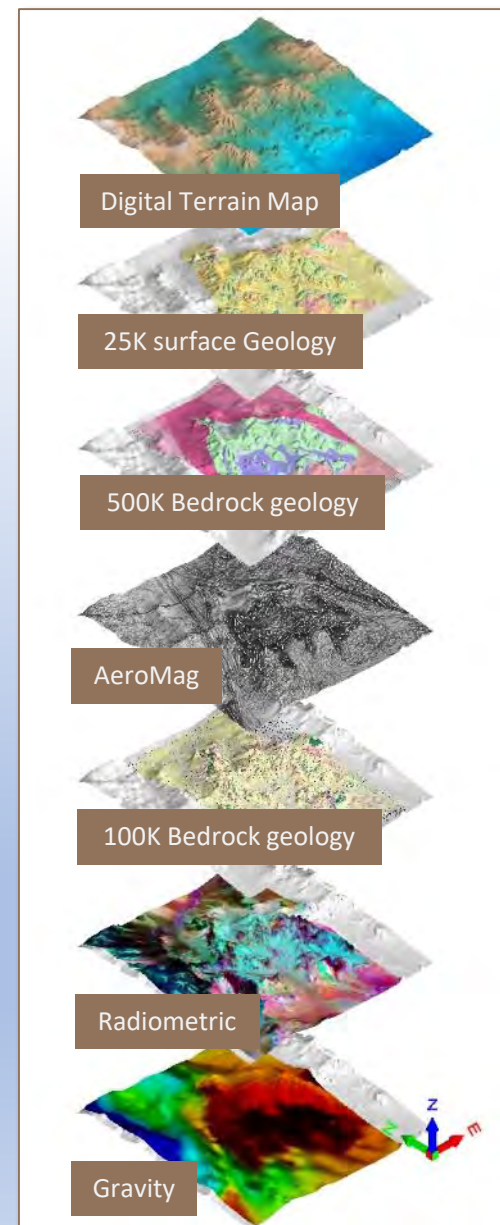 Digital Terrain Map
25K surface Geology
500K Bedrock geology
AeroMag
100K Bedrock geology
Radiometric
Z
N
E
Gravity